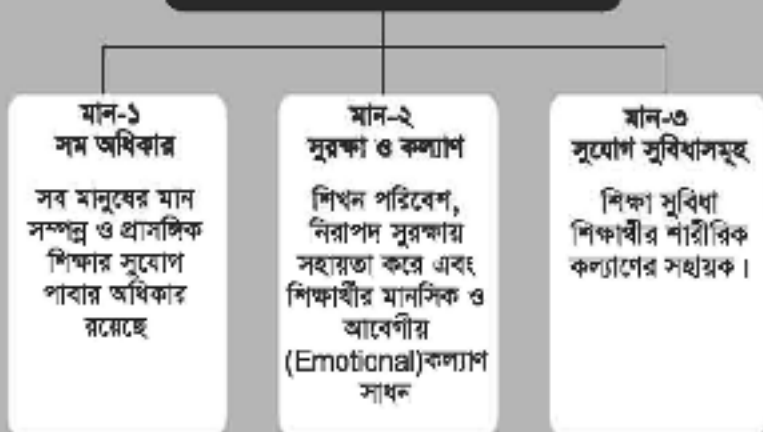 মান-১
সম অধিকার
সব মানুষের মান
সম্পন্ন ও প্রাসঙ্গিক
শিক্ষার সুযোগ
পাবার অধিকার
রয়েছে
মান-২
সুরক্ষা ও কল্যাণ
শিখন পরিবেশ,
নিরাপদ সুরক্ষায়
সহায়তা করে এবং
শিক্ষার্থীর মানসিক ও
আবেগীয়
(Emotional)কল্যাণ
সাধন
মান-৩
সুযোগ সুবিধাসমূহ
শিক্ষা সুবিধা
শিক্ষার্থীর শারীরিক
কল্যাণের সহায়ক।